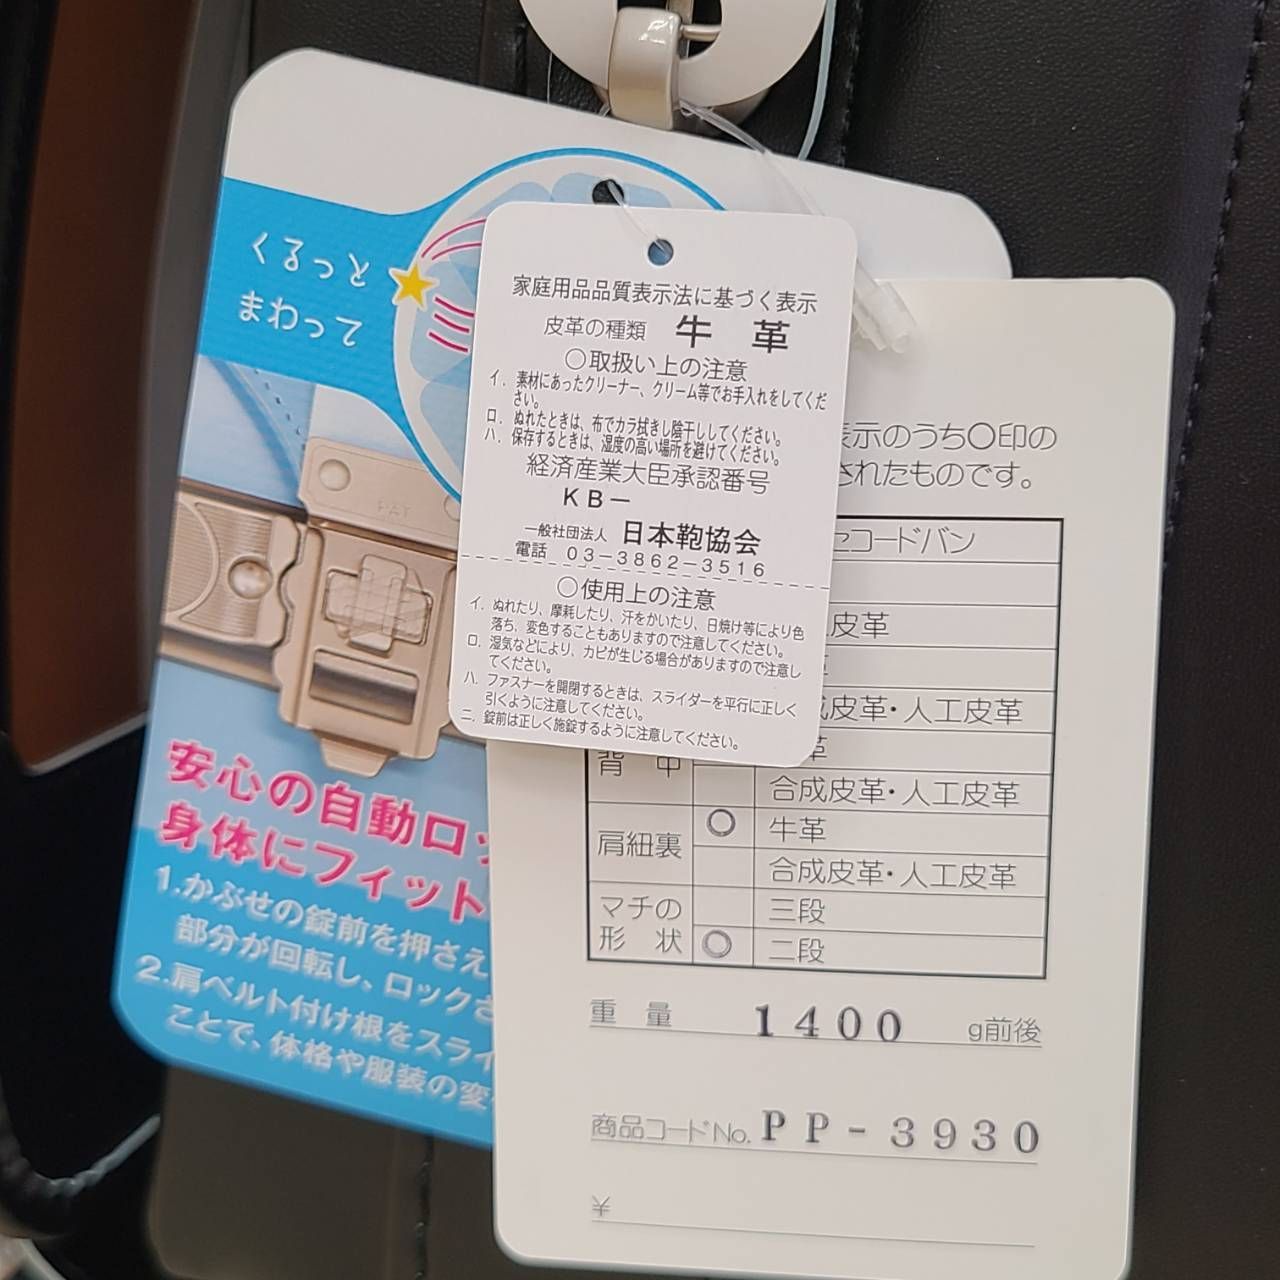 くるっと
まわって
PAT
安心の自動ロッ
身体にフィット
1.かぶせの錠前を押さえ
部分が回転し、ロックさ
2.肩ベルト付け根をスライ
ことで、体格や服装の変
家庭用品品質表示法に基づく表示
皮革の種類 牛 革
○取扱い上の注意
イ. 素材にあったクリーナー、クリーム等でお手入れをしてくだ
さい。
ロ. ぬれたときは、布でカラ拭きし陰干ししてください。
ハ. 保存するときは、湿度の高い場所を避けてください。
経済産業大臣承認番号
KB－
一般社団法人 日本鞄協会
電話 03－3862－3516
○使用上の注意
イ. ぬれたり、摩耗したり、汗をかいたり、日焼け等により色
落ち、変色することもありますので注意してください。
ロ. 湿気などにより、カビが生じる場合がありますので注意し
てください。
ハ. ファスナーを開閉するときは、スライダーを平行に正しく
引くように注意してください。
ニ. 錠前は正しく施錠するように注意してください。
表示のうち○印の
されたものです。
コードバン
皮革
成皮革・人工皮革
背 中 革
合成皮革・人工皮革
肩紐裏 ○ 牛革
合成皮革・人工皮革
マチの 三段
形 状 ○ 二段
重 量 1400 g前後
商品コードNo. PP-3930
¥